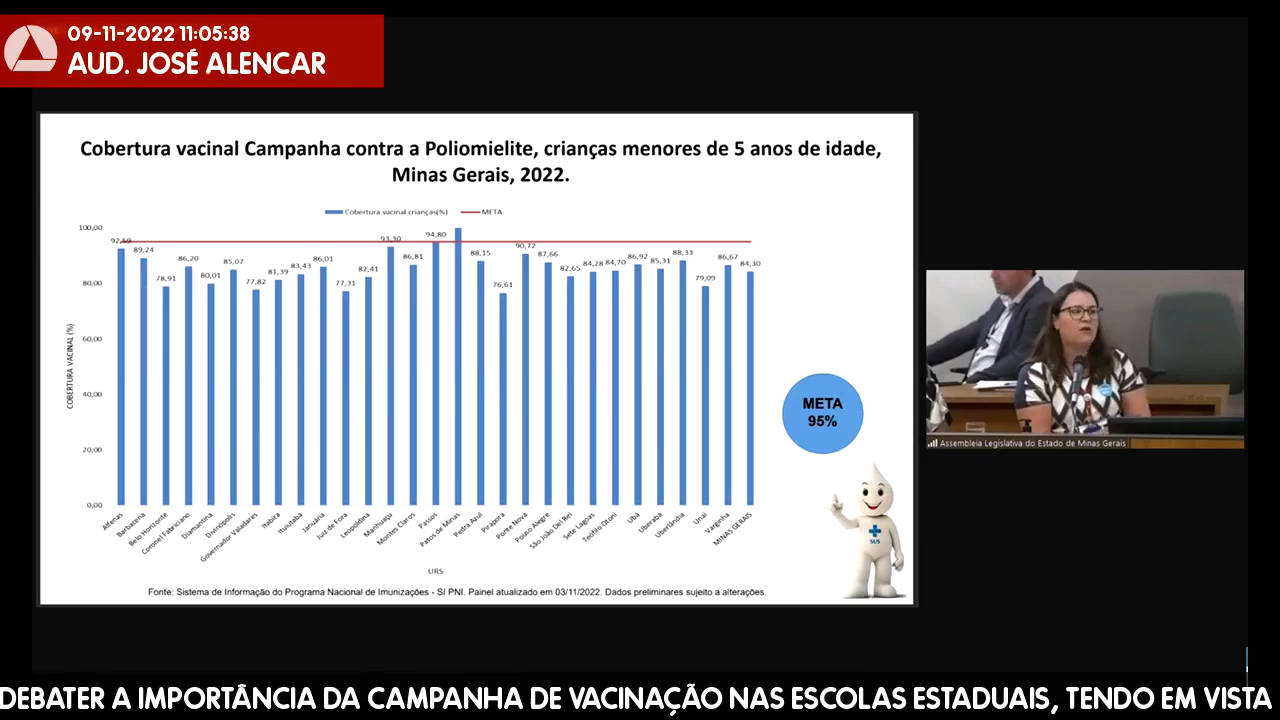 09-11-2022 11:05:38
AUD. JOSÉ ALENCAR
Cobertura vacinal Campanha contra a Poliomielite, crianças menores de 5 anos de idade,
Minas Gerais, 2022.
Cobertura vacinal crianças(%)
META
100,00
80,00
60,00
40,00
20,00
0,00
COBERTURA VACINAL (%)
92,59
89,24
78,91
86,20
80,01
85,07
77,82
81,39
83,43
86,01
77,31
82,41
93,30
86,81
94,80
88,15
76,61
90,72
87,66
82,65
84,28
84,70
86,92
85,31
88,33
79,09
86,67
84,30
Alfenas
Barbacena
Belo Horizonte
Coronel Fabriciano
Diamantina
Divinópolis
Governador Valadares
Itabira
Ituiutaba
Januária
Juiz de Fora
Leopoldina
Manhuaçu
Montes Claros
Passos
Patos de Minas
Pedra Azul
Pirapora
Ponte Nova
Pouso Alegre
São João Del Rei
Sete Lagoas
Teófilo Otoni
Ubá
Uberaba
Uberlândia
Unaí
Varginha
MINAS GERAIS
URS
META
95%
SUS
Fonte: Sistema de Informação do Programa Nacional de Imunizações - SI PNI. Painel atualizado em 03/11/2022. Dados preliminares sujeito a alterações.
Assembleia Legislativa do Estado de Minas Gerais
DEBATER A IMPORTÂNCIA DA CAMPANHA DE VACINAÇÃO NAS ESCOLAS ESTADUAIS, TENDO EM VISTA